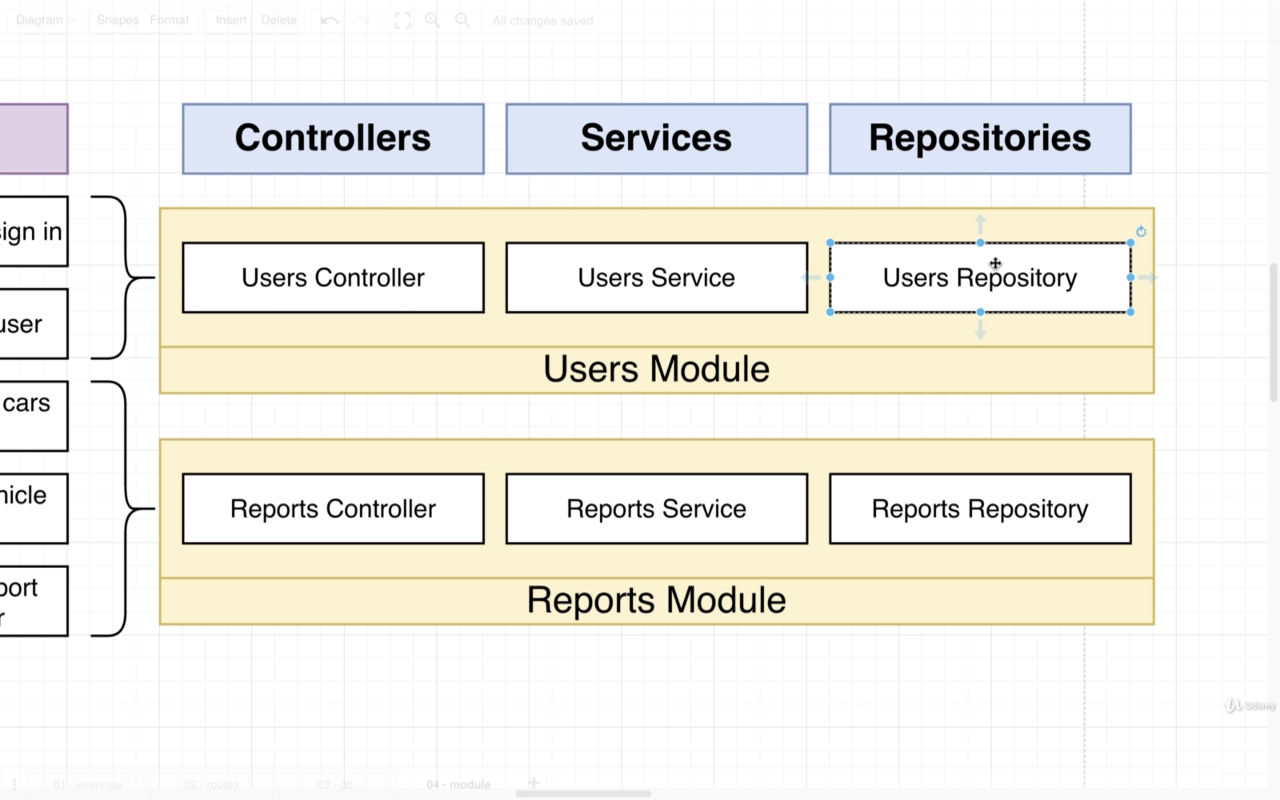 Diagram Shapes Format Insert Delete All changes saved
Controllers Services Repositories
sign in
Users Controller Users Service Users Repository
user
Users Module
cars
hicle
Reports Controller Reports Service Reports Repository
port
r
Reports Module
Udemy
01 - overview 02 - routes 03 - db 04 - module